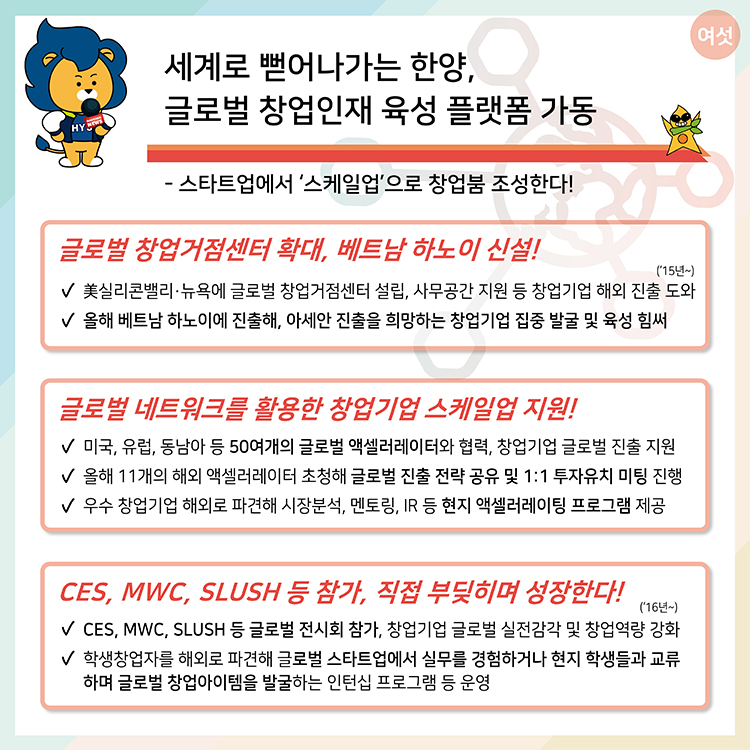 여섯
세계로 뻗어나가는 한양,
글로벌 창업인재 육성 플랫폼 가동
HY
NEWS
- 스타트업에서 ‘스케일업’으로 창업붐 조성한다!
글로벌 창업거점센터 확대, 베트남 하노이 신설!
(’15년~)
✓ 美실리콘밸리·뉴욕에 글로벌 창업거점센터 설립, 사무공간 지원 등 창업기업 해외 진출 도와
✓ 올해 베트남 하노이에 진출해, 아세안 진출을 희망하는 창업기업 집중 발굴 및 육성 힘써
글로벌 네트워크를 활용한 창업기업 스케일업 지원!
✓ 미국, 유럽, 동남아 등 50여개의 글로벌 액셀러레이터와 협력, 창업기업 글로벌 진출 지원
✓ 올해 11개의 해외 액셀러레이터 초청해 글로벌 진출 전략 공유 및 1:1 투자유치 미팅 진행
✓ 우수 창업기업 해외로 파견해 시장분석, 멘토링, IR 등 현지 액셀러레이팅 프로그램 제공
CES, MWC, SLUSH 등 참가, 직접 부딪히며 성장한다!
(’16년~)
✓ CES, MWC, SLUSH 등 글로벌 전시회 참가, 창업기업 글로벌 실전감각 및 창업역량 강화
✓ 학생창업자를 해외로 파견해 글로벌 스타트업에서 실무를 경험하거나 현지 학생들과 교류
하며 글로벌 창업아이템을 발굴하는 인턴십 프로그램 등 운영